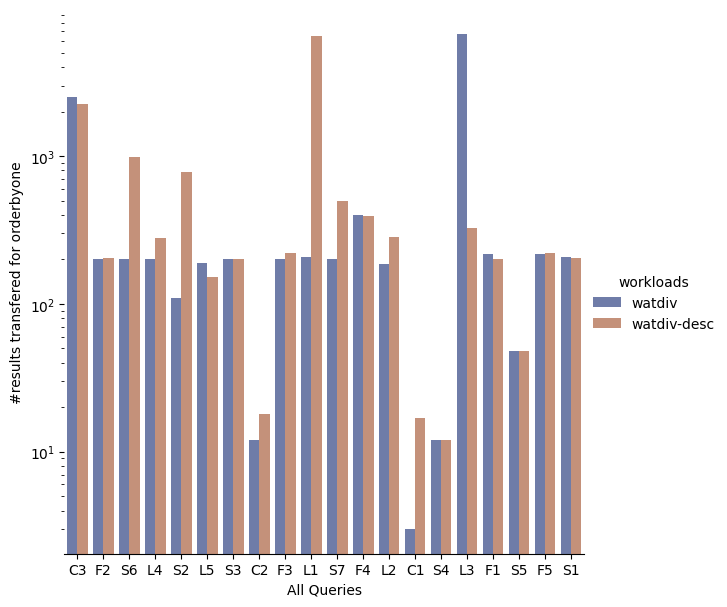 #results transfered for orderbyone
10³
10²
10¹
C3 F2 S6 L4 S2 L5 S3 C2 F3 L1 S7 F4 L2 C1 S4 L3 F1 S5 F5 S1
All Queries
workloads
watdiv
watdiv-desc